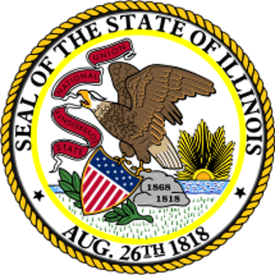 SEAL OF THE STATE OF ILLINOIS
UNION
NATIONAL
SOVEREIGNTY
STATE
1868
1818
AUG. 26TH 1818